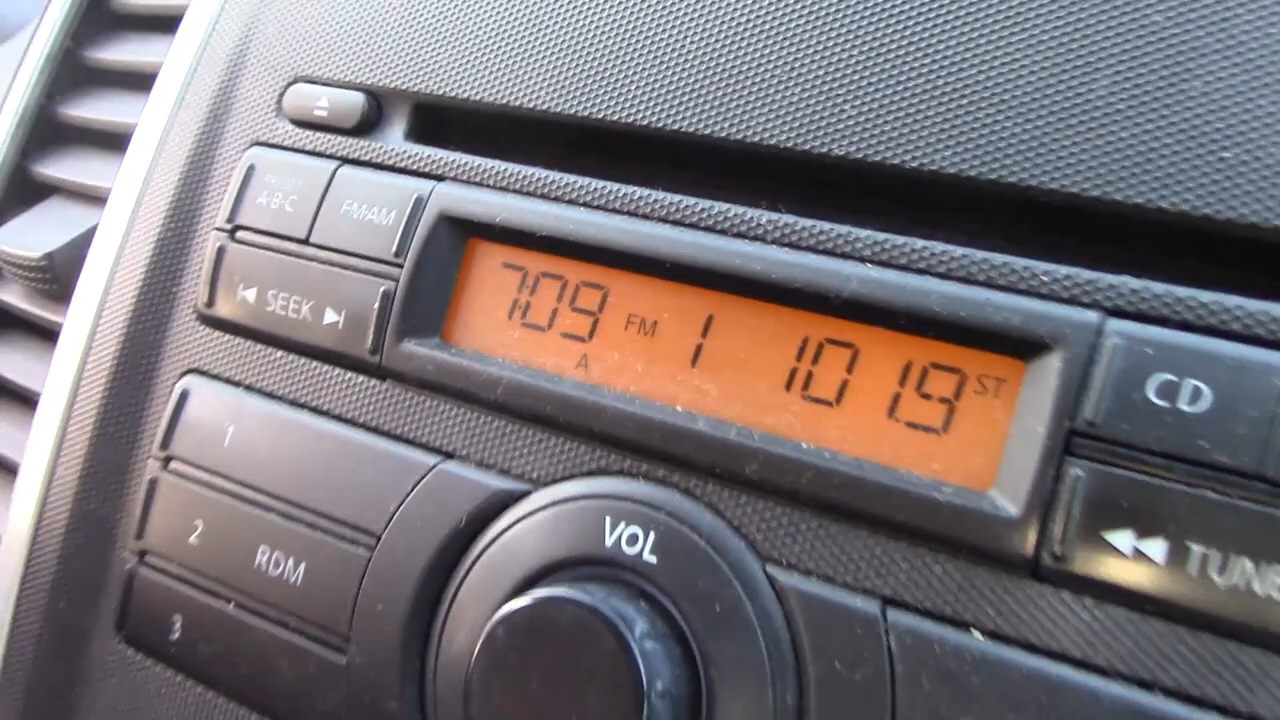 PRESET
A·B·C
FM·AM
SEEK
7:09 FM 1 101.9 ST
A
CD
TUNE
1
2 RDM
3
VOL